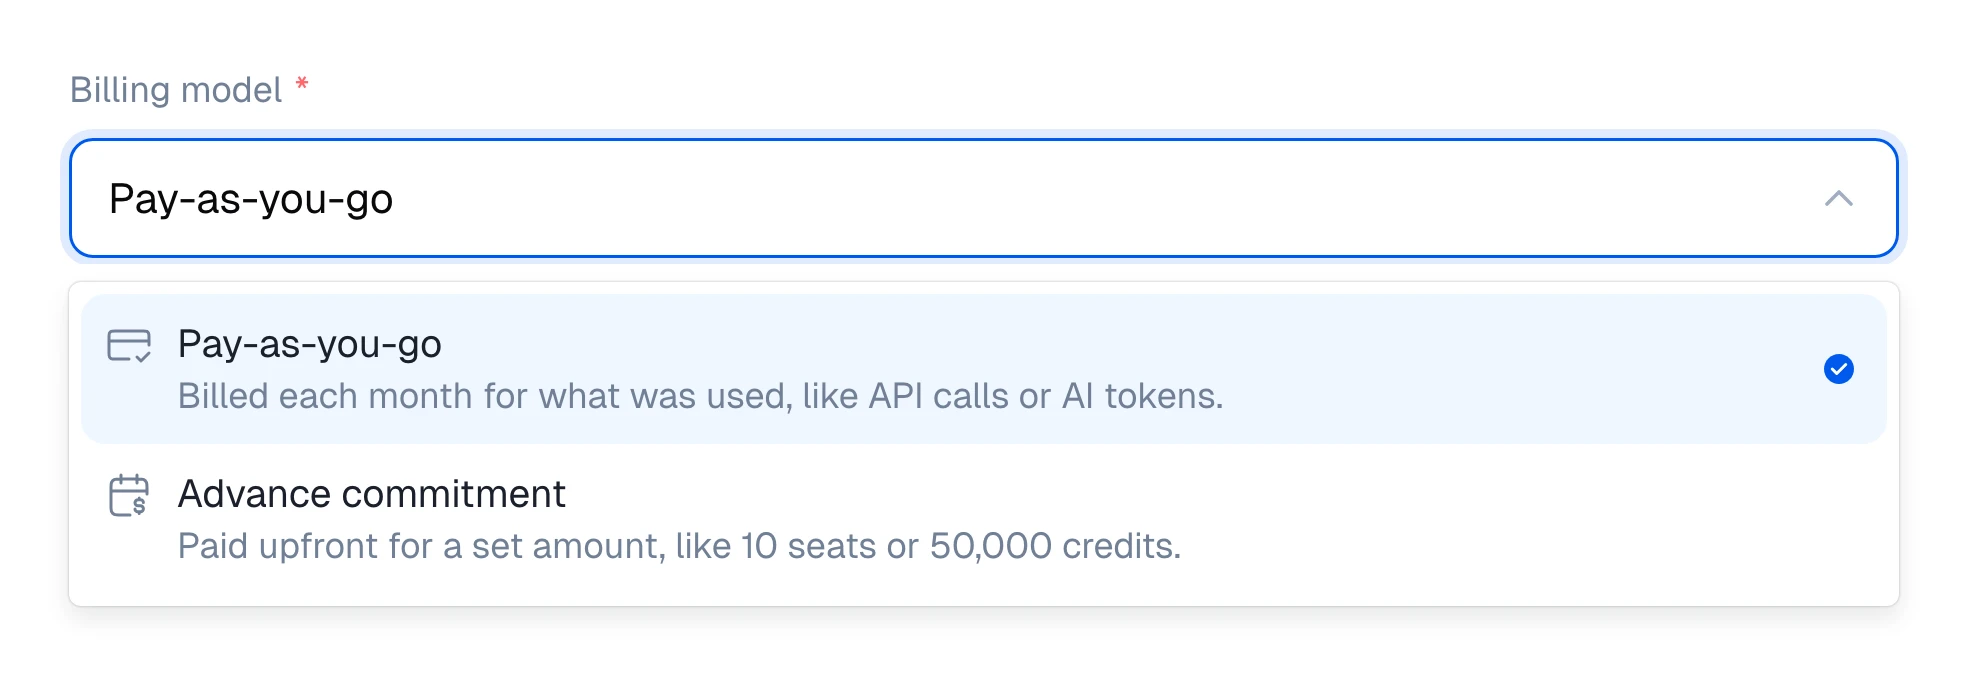 Billing model *
Pay-as-you-go
Pay-as-you-go
Billed each month for what was used, like API calls or AI tokens.
Advance commitment
Paid upfront for a set amount, like 10 seats or 50,000 credits.